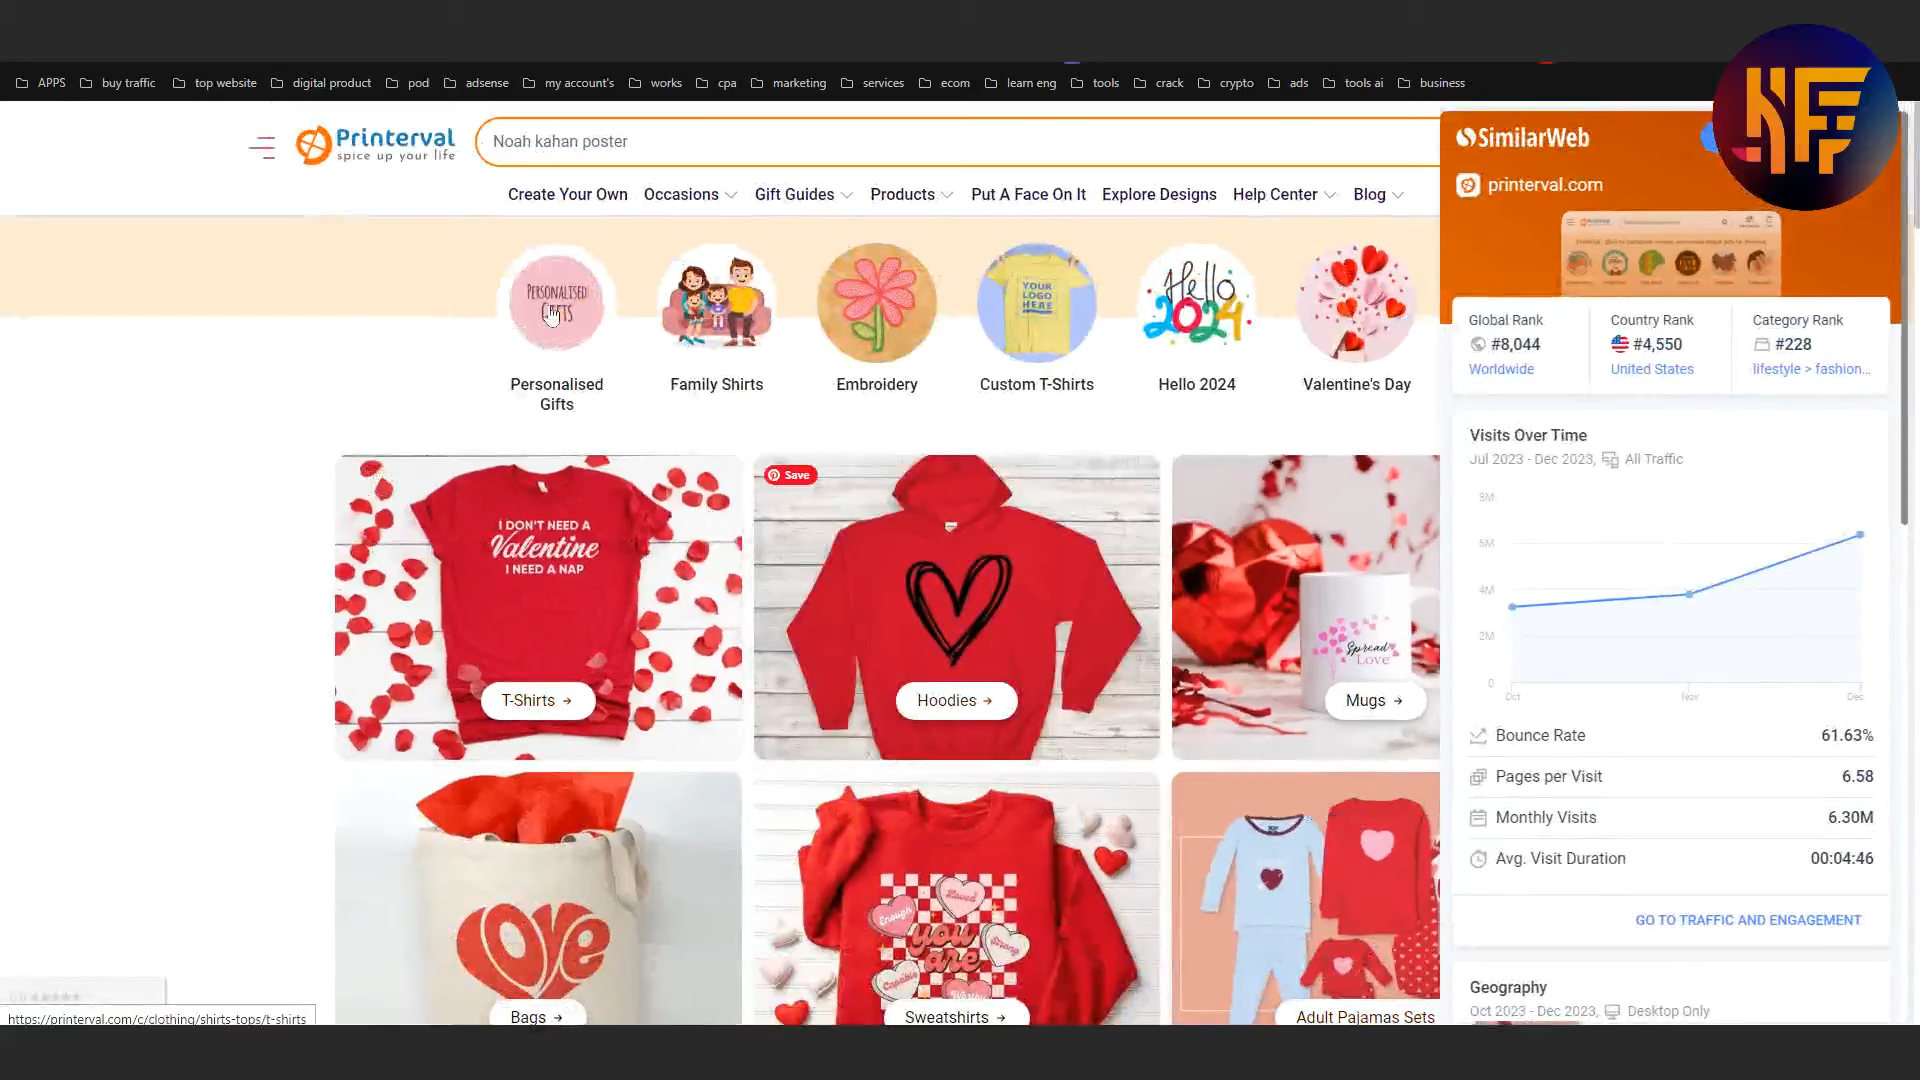 APPS buy traffic top website digital product pod adsense my account's works cpa marketing services ecom learn eng tools crack crypto ads tools ai business
Printerval
spice up your life
Noah kahan poster
Create Your Own Occasions Gift Guides Products Put A Face On It Explore Designs Help Center Blog
PERSONALISED
GIFTS
YOUR
LOGO
HERE
Hello
2024
Personalised
Gifts
Family Shirts
Embroidery
Custom T-Shirts
Hello 2024
Valentine's Day
I DON'T NEED A
Valentine
I NEED A NAP
T-Shirts →
Save
Hoodies →
Spread
Love
Mugs →
LOVE
Bags →
Loved
Enough
Strong
you
are
Capable
Worthy
Sweatshirts →
Adult Pajamas Sets
https://printerval.com/c/clothing/shirts-tops/t-shirts
SimilarWeb
NF
printerval.com
Global Rank
#8,044
Worldwide
Country Rank
#4,550
United States
Category Rank
#228
lifestyle > fashion...
Visits Over Time
Jul 2023 - Dec 2023, All Traffic
8M
6M
4M
2M
0
Oct Nov Dec
Bounce Rate 61.63%
Pages per Visit 6.58
Monthly Visits 6.30M
Avg. Visit Duration 00:04:46
GO TO TRAFFIC AND ENGAGEMENT
Geography
Oct 2023 - Dec 2023, Desktop Only